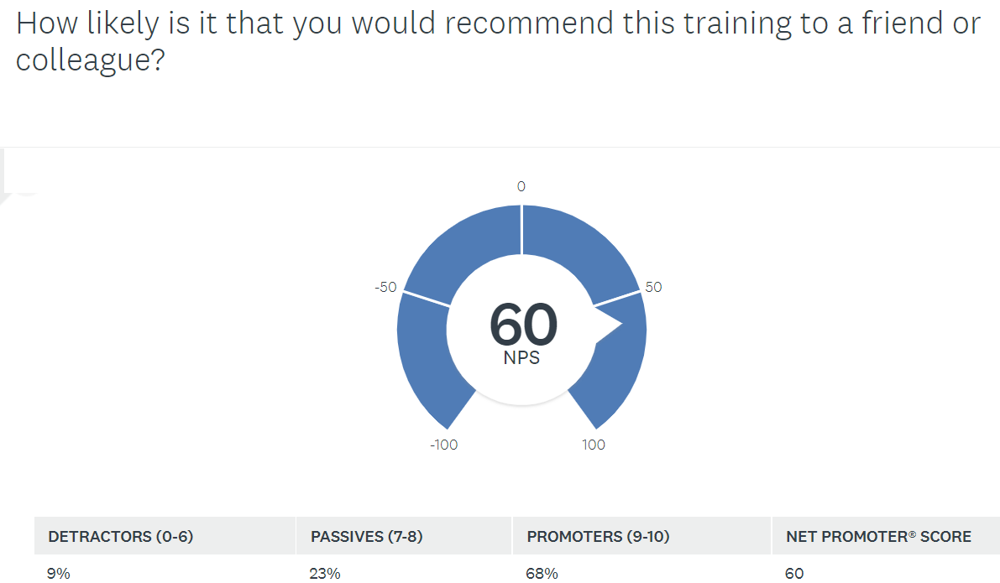 How likely is it that you would recommend this training to a friend or
colleague?
0
-50
50
60
NPS
-100
100
DETRACTORS (0-6) PASSIVES (7-8) PROMOTERS (9-10) NET PROMOTER® SCORE
9% 23% 68% 60